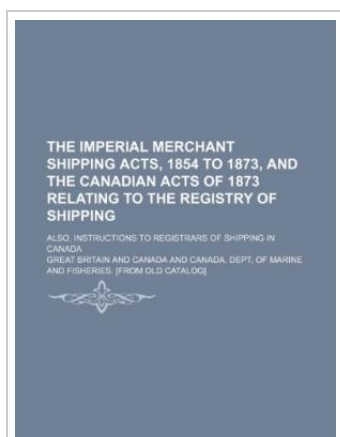 THE IMPERIAL MERCHANT
SHIPPING ACTS, 1854 TO 1873, AND
THE CANADIAN ACTS OF 1873
RELATING TO THE REGISTRY OF
SHIPPING
ALSO, INSTRUCTIONS TO REGISTRARS OF SHIPPING IN
CANADA
GREAT BRITAIN AND CANADA AND CANADA. DEPT. OF MARINE
AND FISHERIES. [FROM OLD CATALOG]